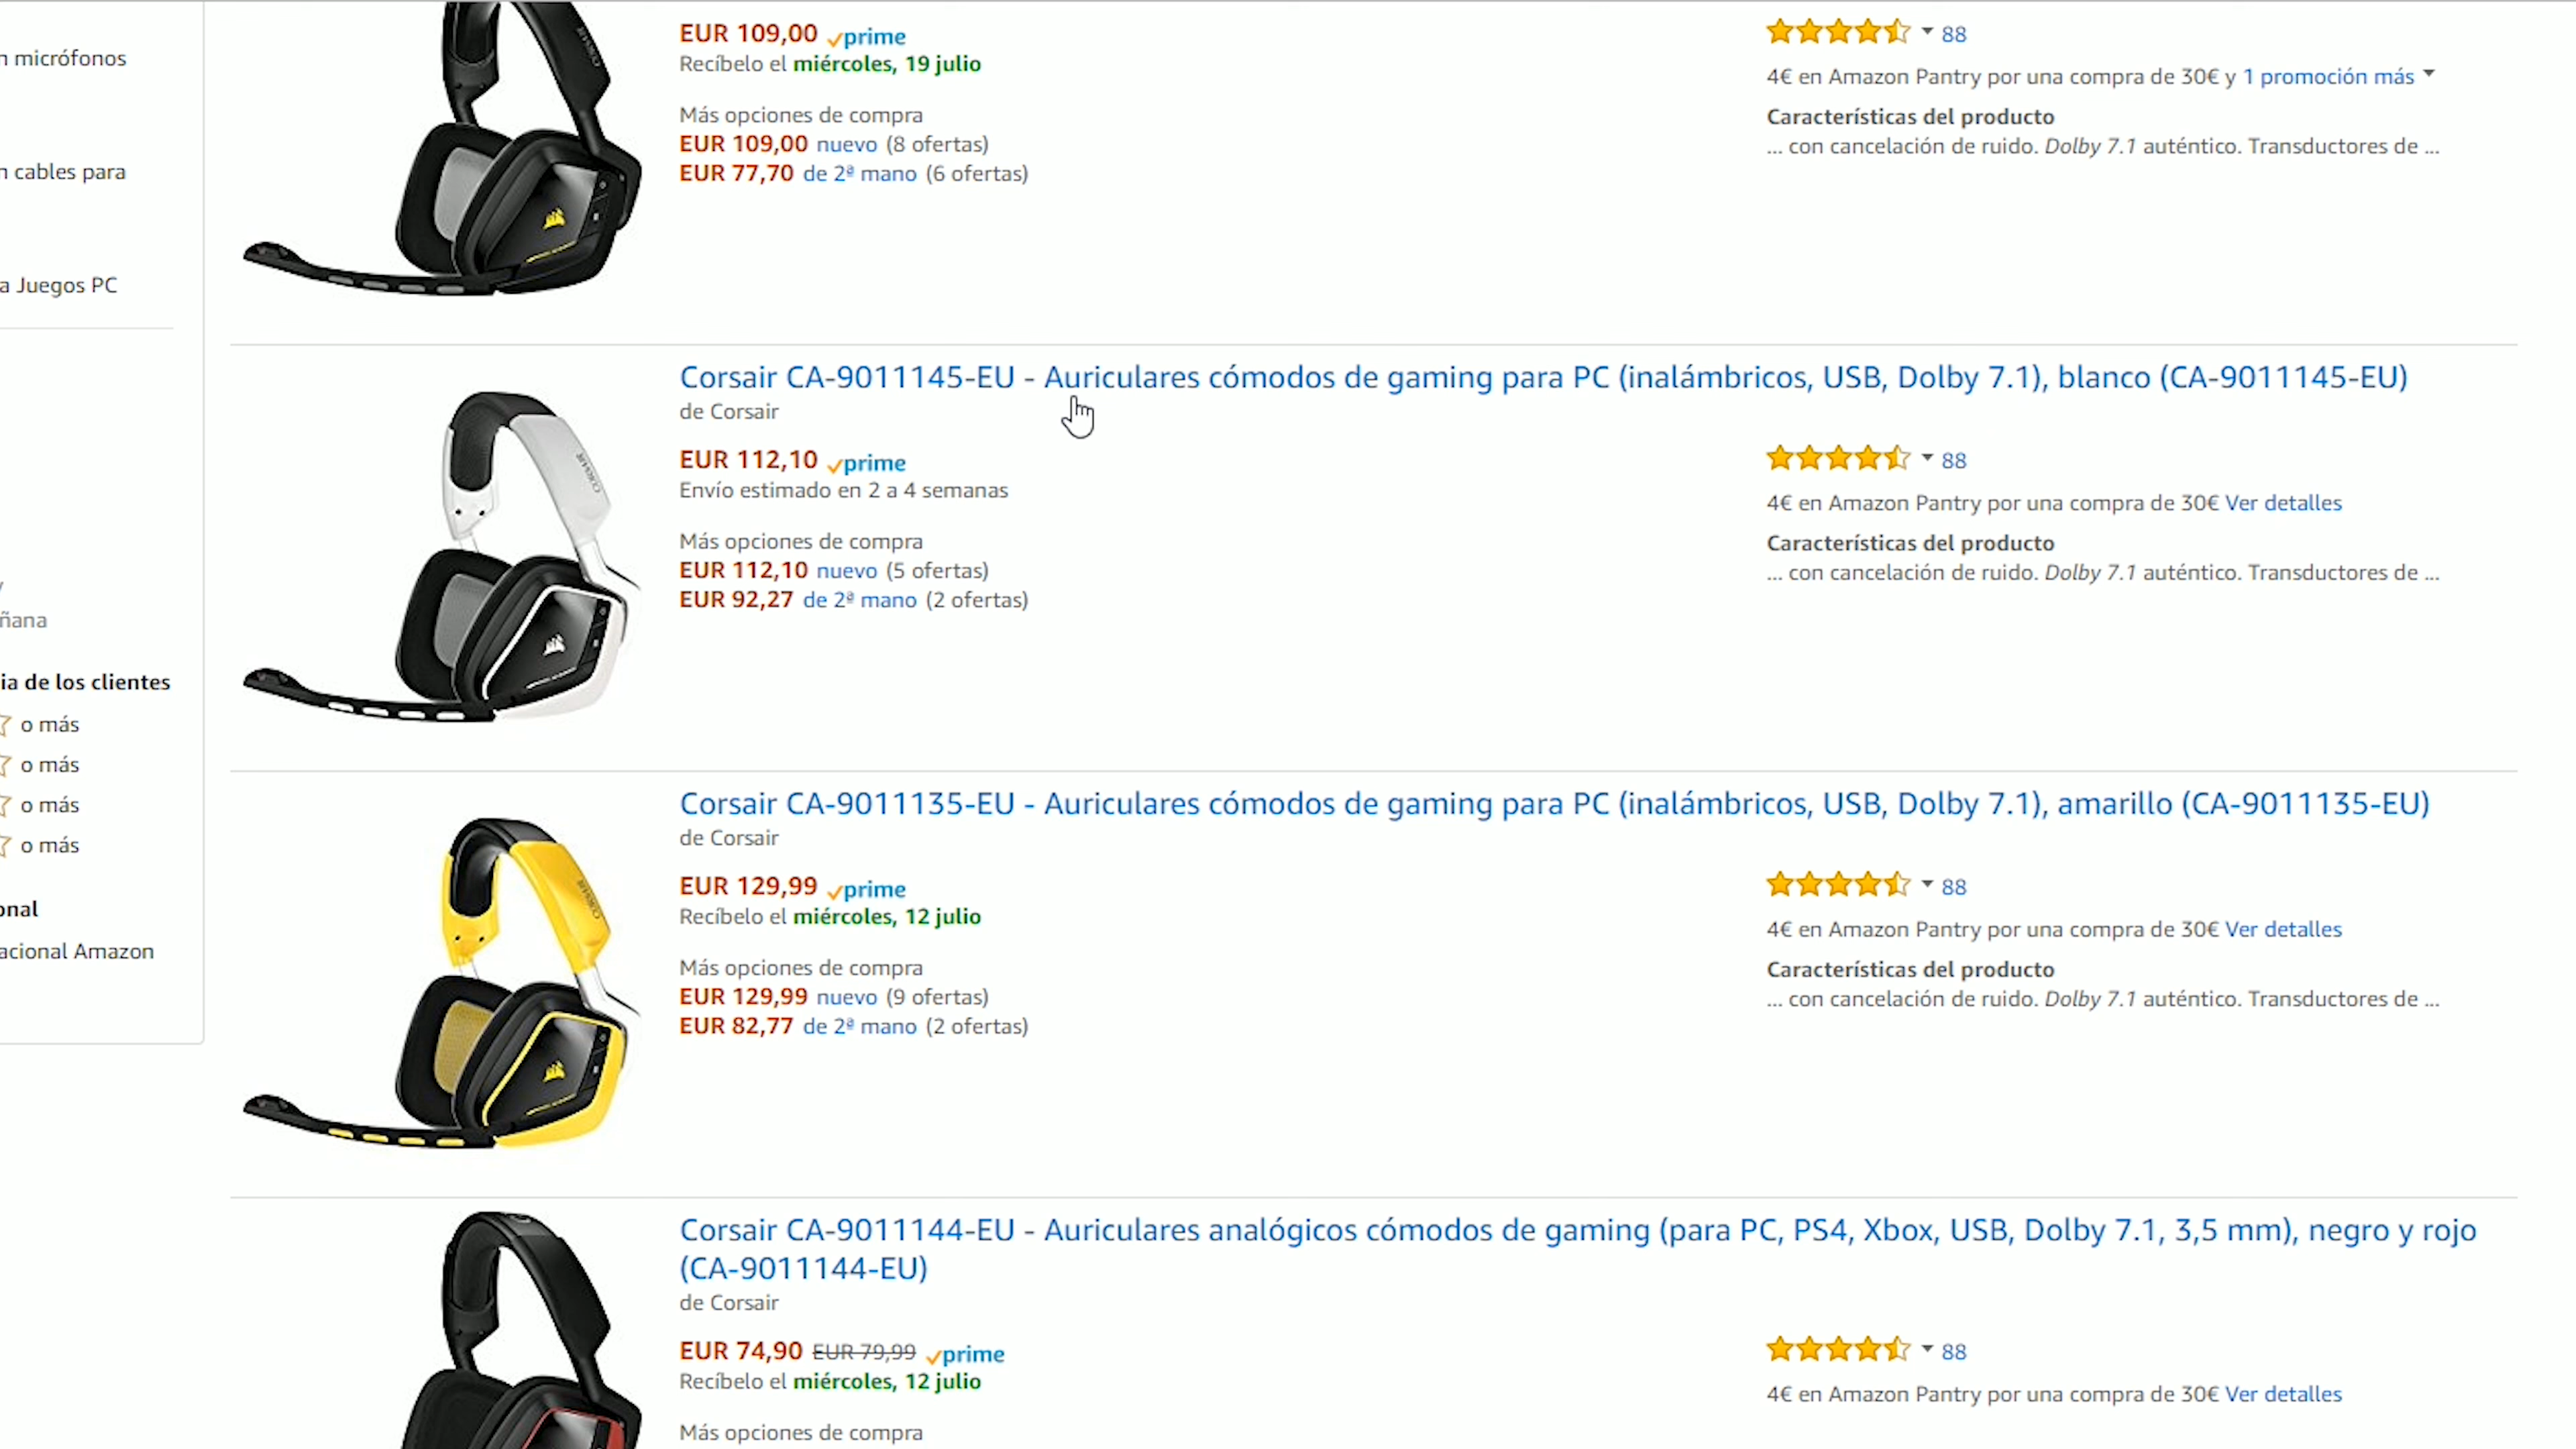 n micrófonos
n cables para
a Juegos PC
ñana
ia de los clientes
o más
o más
o más
o más
onal
acional Amazon
EUR 109,00 prime
Recíbelo el miércoles, 19 julio
Más opciones de compra
EUR 109,00 nuevo (8 ofertas)
EUR 77,70 de 2ª mano (6 ofertas)
88
4€ en Amazon Pantry por una compra de 30€ y 1 promoción más
Características del producto
... con cancelación de ruido. Dolby 7.1 auténtico. Transductores de ...
Corsair CA-9011145-EU - Auriculares cómodos de gaming para PC (inalámbricos, USB, Dolby 7.1), blanco (CA-9011145-EU)
de Corsair
EUR 112,10 prime
Envío estimado en 2 a 4 semanas
Más opciones de compra
EUR 112,10 nuevo (5 ofertas)
EUR 92,27 de 2ª mano (2 ofertas)
88
4€ en Amazon Pantry por una compra de 30€ Ver detalles
Características del producto
... con cancelación de ruido. Dolby 7.1 auténtico. Transductores de ...
Corsair CA-9011135-EU - Auriculares cómodos de gaming para PC (inalámbricos, USB, Dolby 7.1), amarillo (CA-9011135-EU)
de Corsair
EUR 129,99 prime
Recíbelo el miércoles, 12 julio
Más opciones de compra
EUR 129,99 nuevo (9 ofertas)
EUR 82,77 de 2ª mano (2 ofertas)
88
4€ en Amazon Pantry por una compra de 30€ Ver detalles
Características del producto
... con cancelación de ruido. Dolby 7.1 auténtico. Transductores de ...
Corsair CA-9011144-EU - Auriculares analógicos cómodos de gaming (para PC, PS4, Xbox, USB, Dolby 7.1, 3,5 mm), negro y rojo
(CA-9011144-EU)
de Corsair
EUR 74,90 EUR 79,99 prime
Recíbelo el miércoles, 12 julio
Más opciones de compra
88
4€ en Amazon Pantry por una compra de 30€ Ver detalles